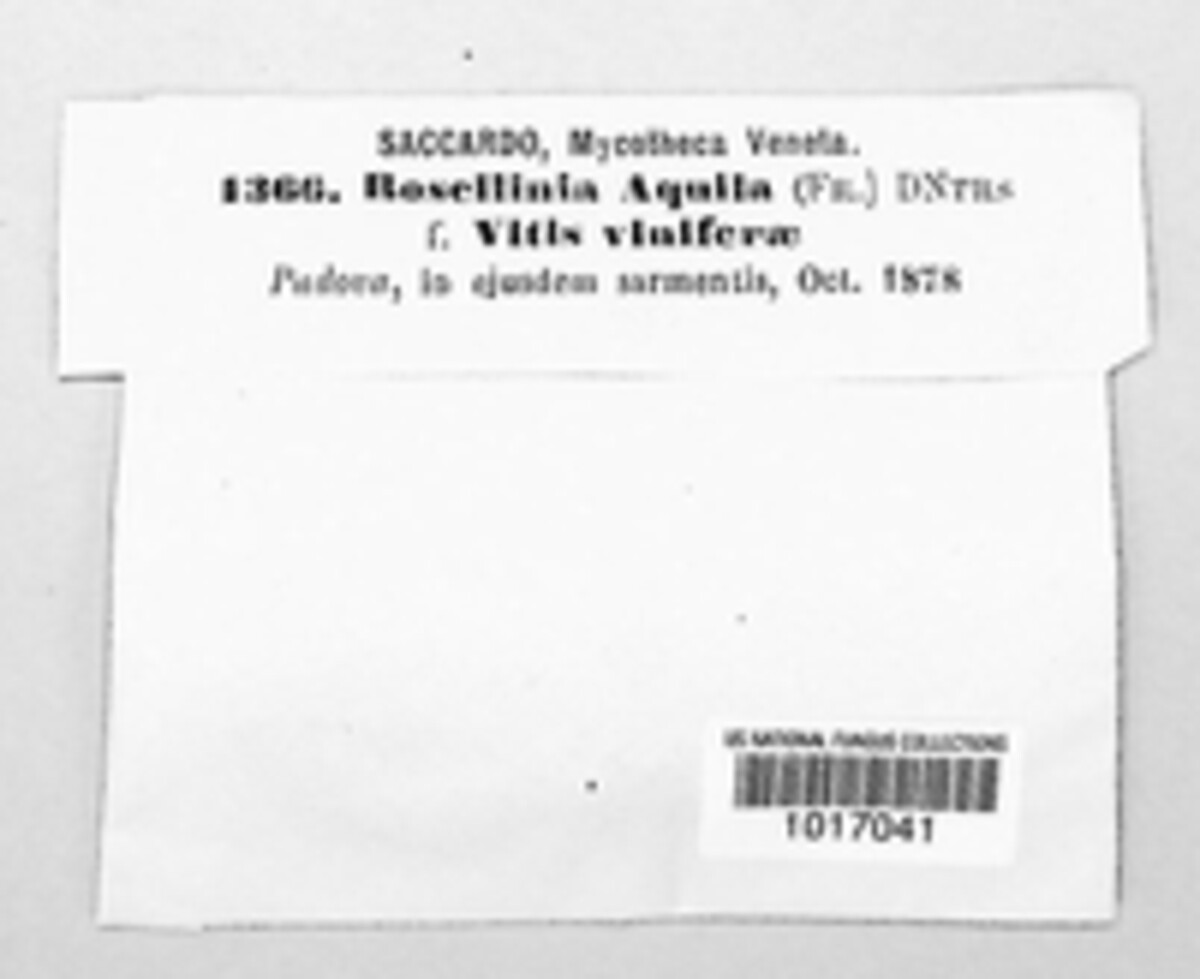 SACCARDO, Mycotheca Veneta.
1366. Rosellinia Aquila (FR.) DNTRS
f. Vitis viniferæ
Padova, in ejusdem sarmentis, Oct. 1878
US NATIONAL FUNGUS COLLECTIONS
1017041